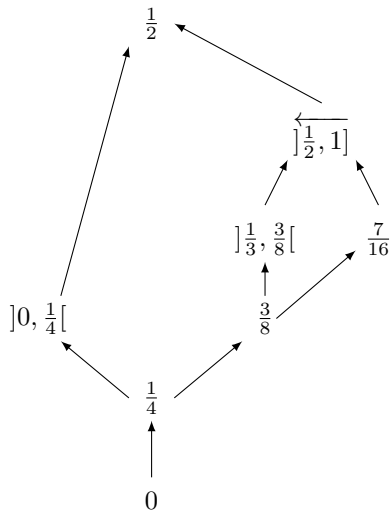 1/2
]1/2, 1]
]1/3, 3/8[ 7/16
]0, 1/4[ 3/8
1/4
0